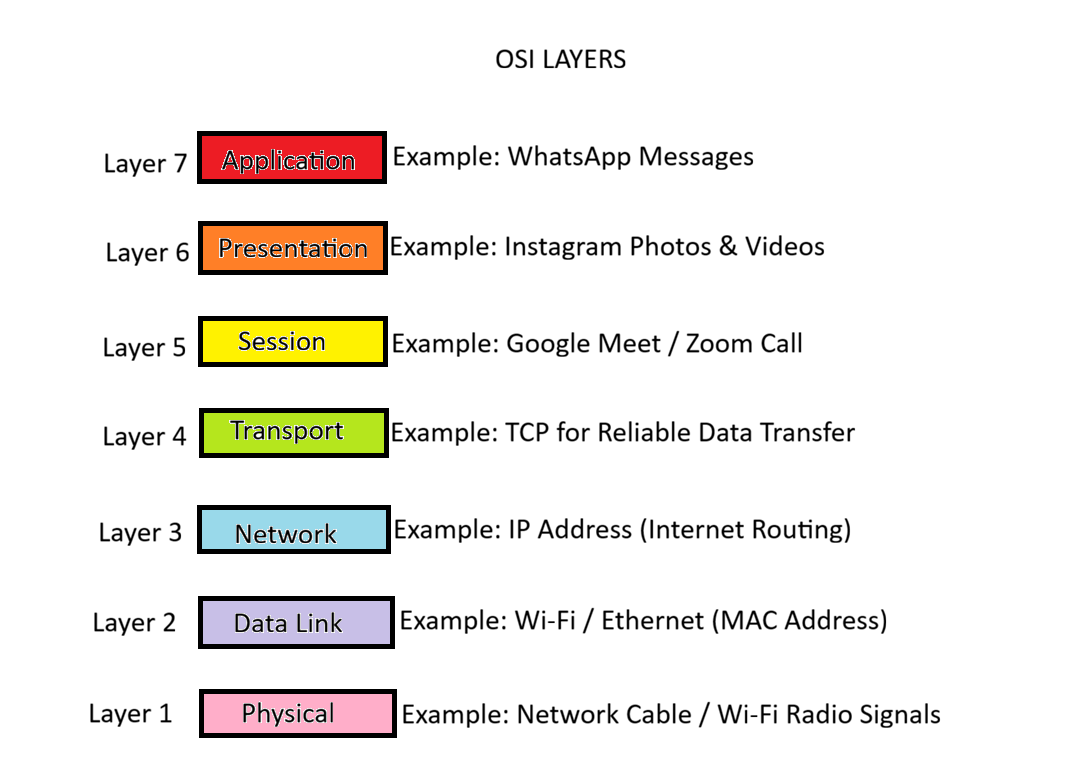 OSI LAYERS
Layer 7 Application Example: WhatsApp Messages
Layer 6 Presentation Example: Instagram Photos & Videos
Layer 5 Session Example: Google Meet / Zoom Call
Layer 4 Transport Example: TCP for Reliable Data Transfer
Layer 3 Network Example: IP Address (Internet Routing)
Layer 2 Data Link Example: Wi-Fi / Ethernet (MAC Address)
Layer 1 Physical Example: Network Cable / Wi-Fi Radio Signals